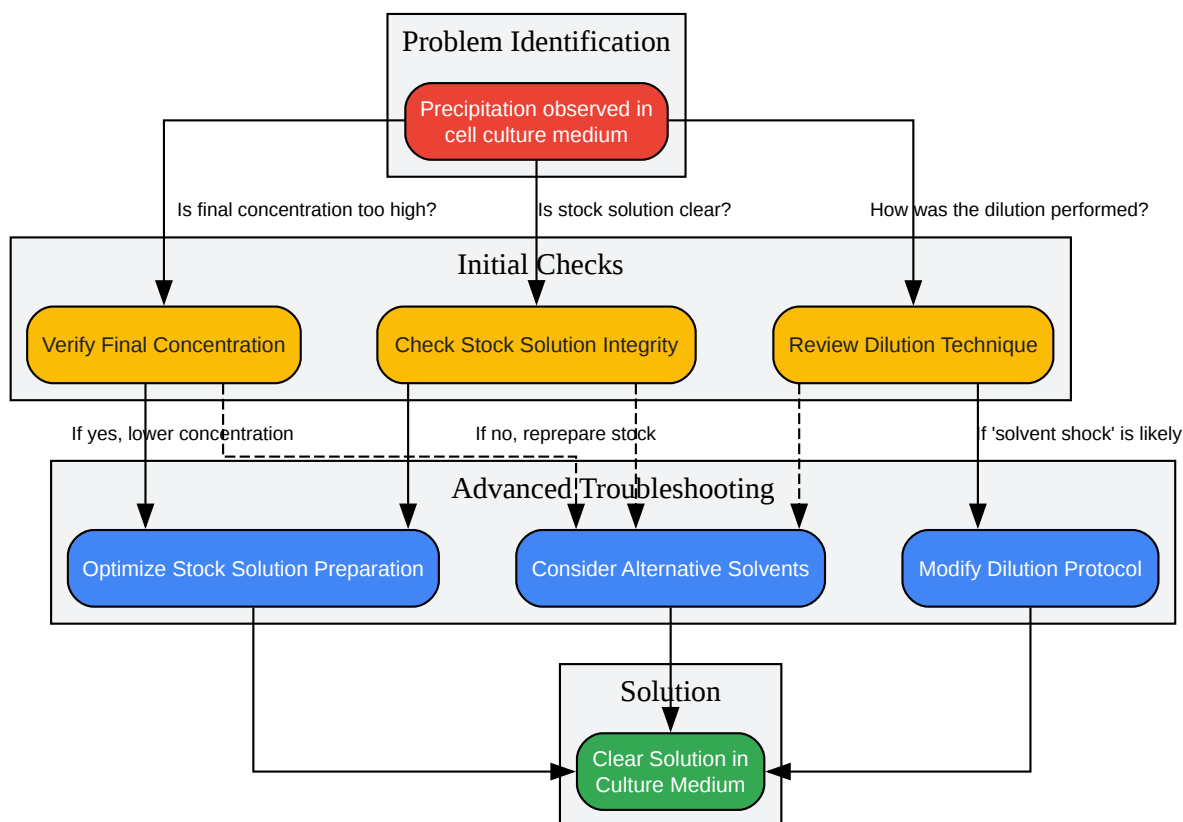 Problem Identification
Precipitation observed in
cell culture medium
Is final concentration too high?
Is stock solution clear?
How was the dilution performed?
Initial Checks
Verify Final Concentration
Check Stock Solution Integrity
Review Dilution Technique
If yes, lower concentration
If no, reprepare stock
If 'solvent shock' is likely
Advanced Troubleshooting
Optimize Stock Solution Preparation
Consider Alternative Solvents
Modify Dilution Protocol
Solution
Clear Solution in
Culture Medium